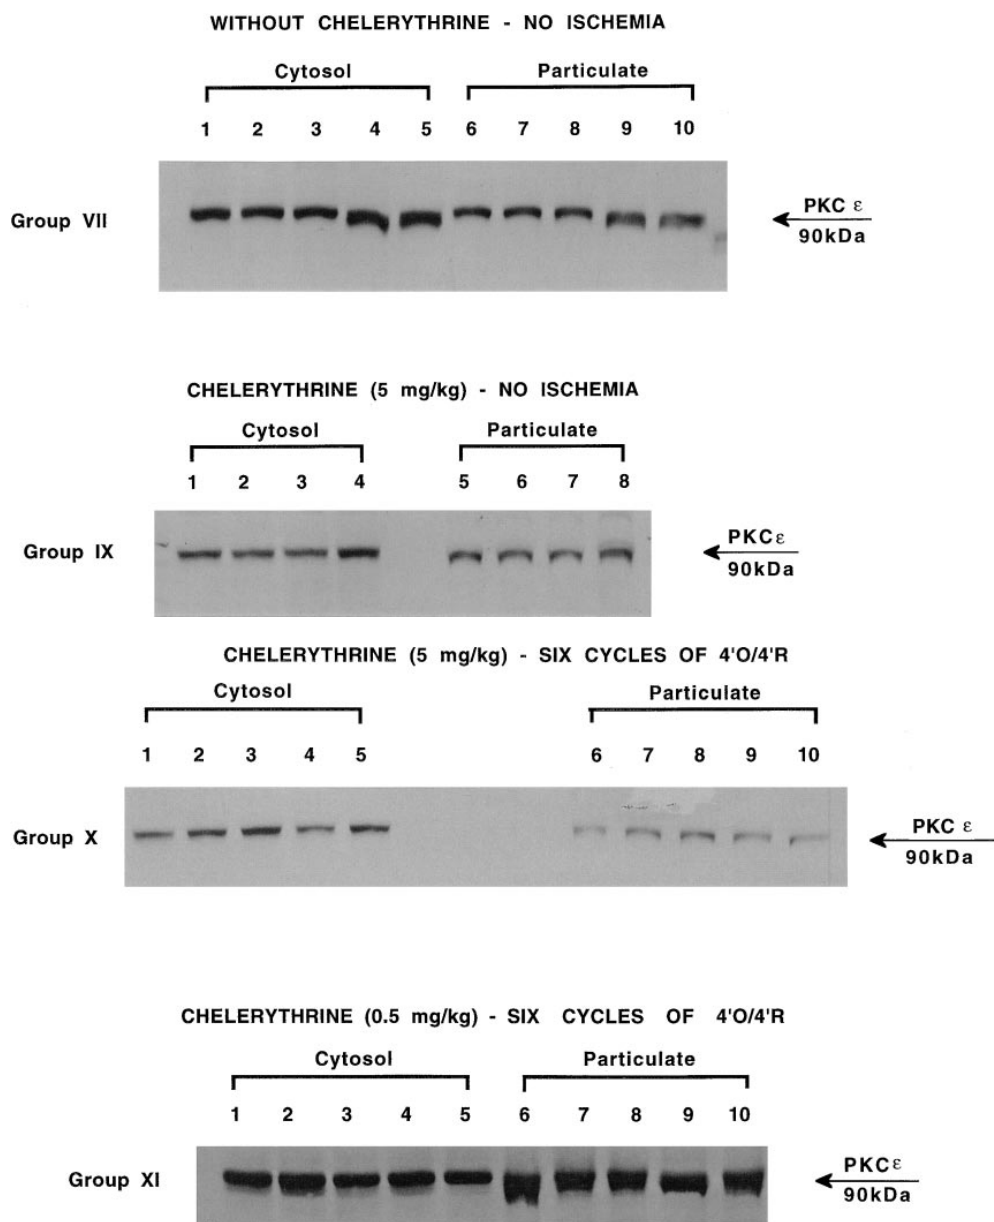 WITHOUT CHELERYTHRINE - NO ISCHEMIA
Cytosol Particulate
1 2 3 4 5 6 7 8 9 10
Group VII
PKC ε
90kDa
CHELERYTHRINE (5 mg/kg) - NO ISCHEMIA
Cytosol Particulate
1 2 3 4 5 6 7 8
Group IX
PKCε
90kDa
CHELERYTHRINE (5 mg/kg) - SIX CYCLES OF 4'O/4'R
Cytosol Particulate
1 2 3 4 5 6 7 8 9 10
Group X
PKC ε
90kDa
CHELERYTHRINE (0.5 mg/kg) - SIX CYCLES OF 4'O/4'R
Cytosol Particulate
1 2 3 4 5 6 7 8 9 10
Group XI
PKCε
90kDa